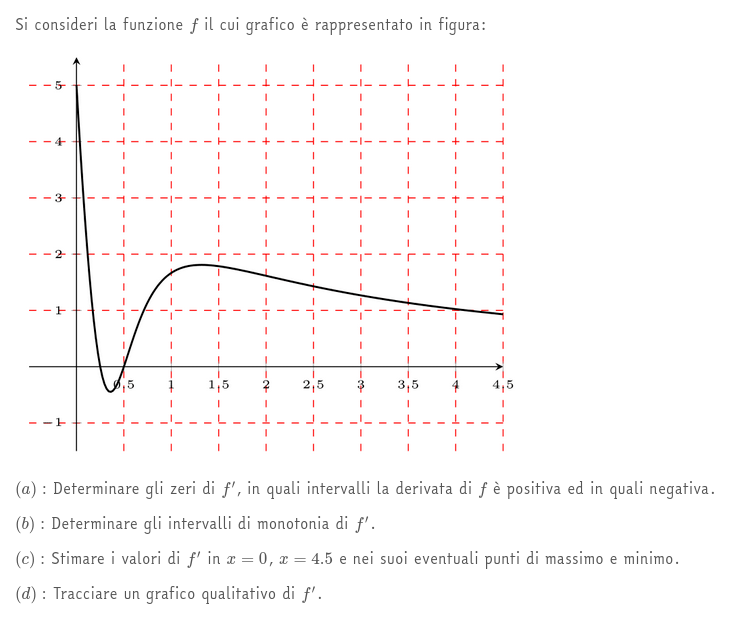 Si consideri la funzione f il cui grafico è rappresentato in figura:
5
4
3
2
1
0.5 1 1.5 2 2.5 3 3.5 4 4.5
−1
(a) : Determinare gli zeri di f′, in quali intervalli la derivata di f è positiva ed in quali negativa.
(b) : Determinare gli intervalli di monotonia di f′.
(c) : Stimare i valori di f′ in x = 0, x = 4.5 e nei suoi eventuali punti di massimo e minimo.
(d) : Tracciare un grafico qualitativo di f′.